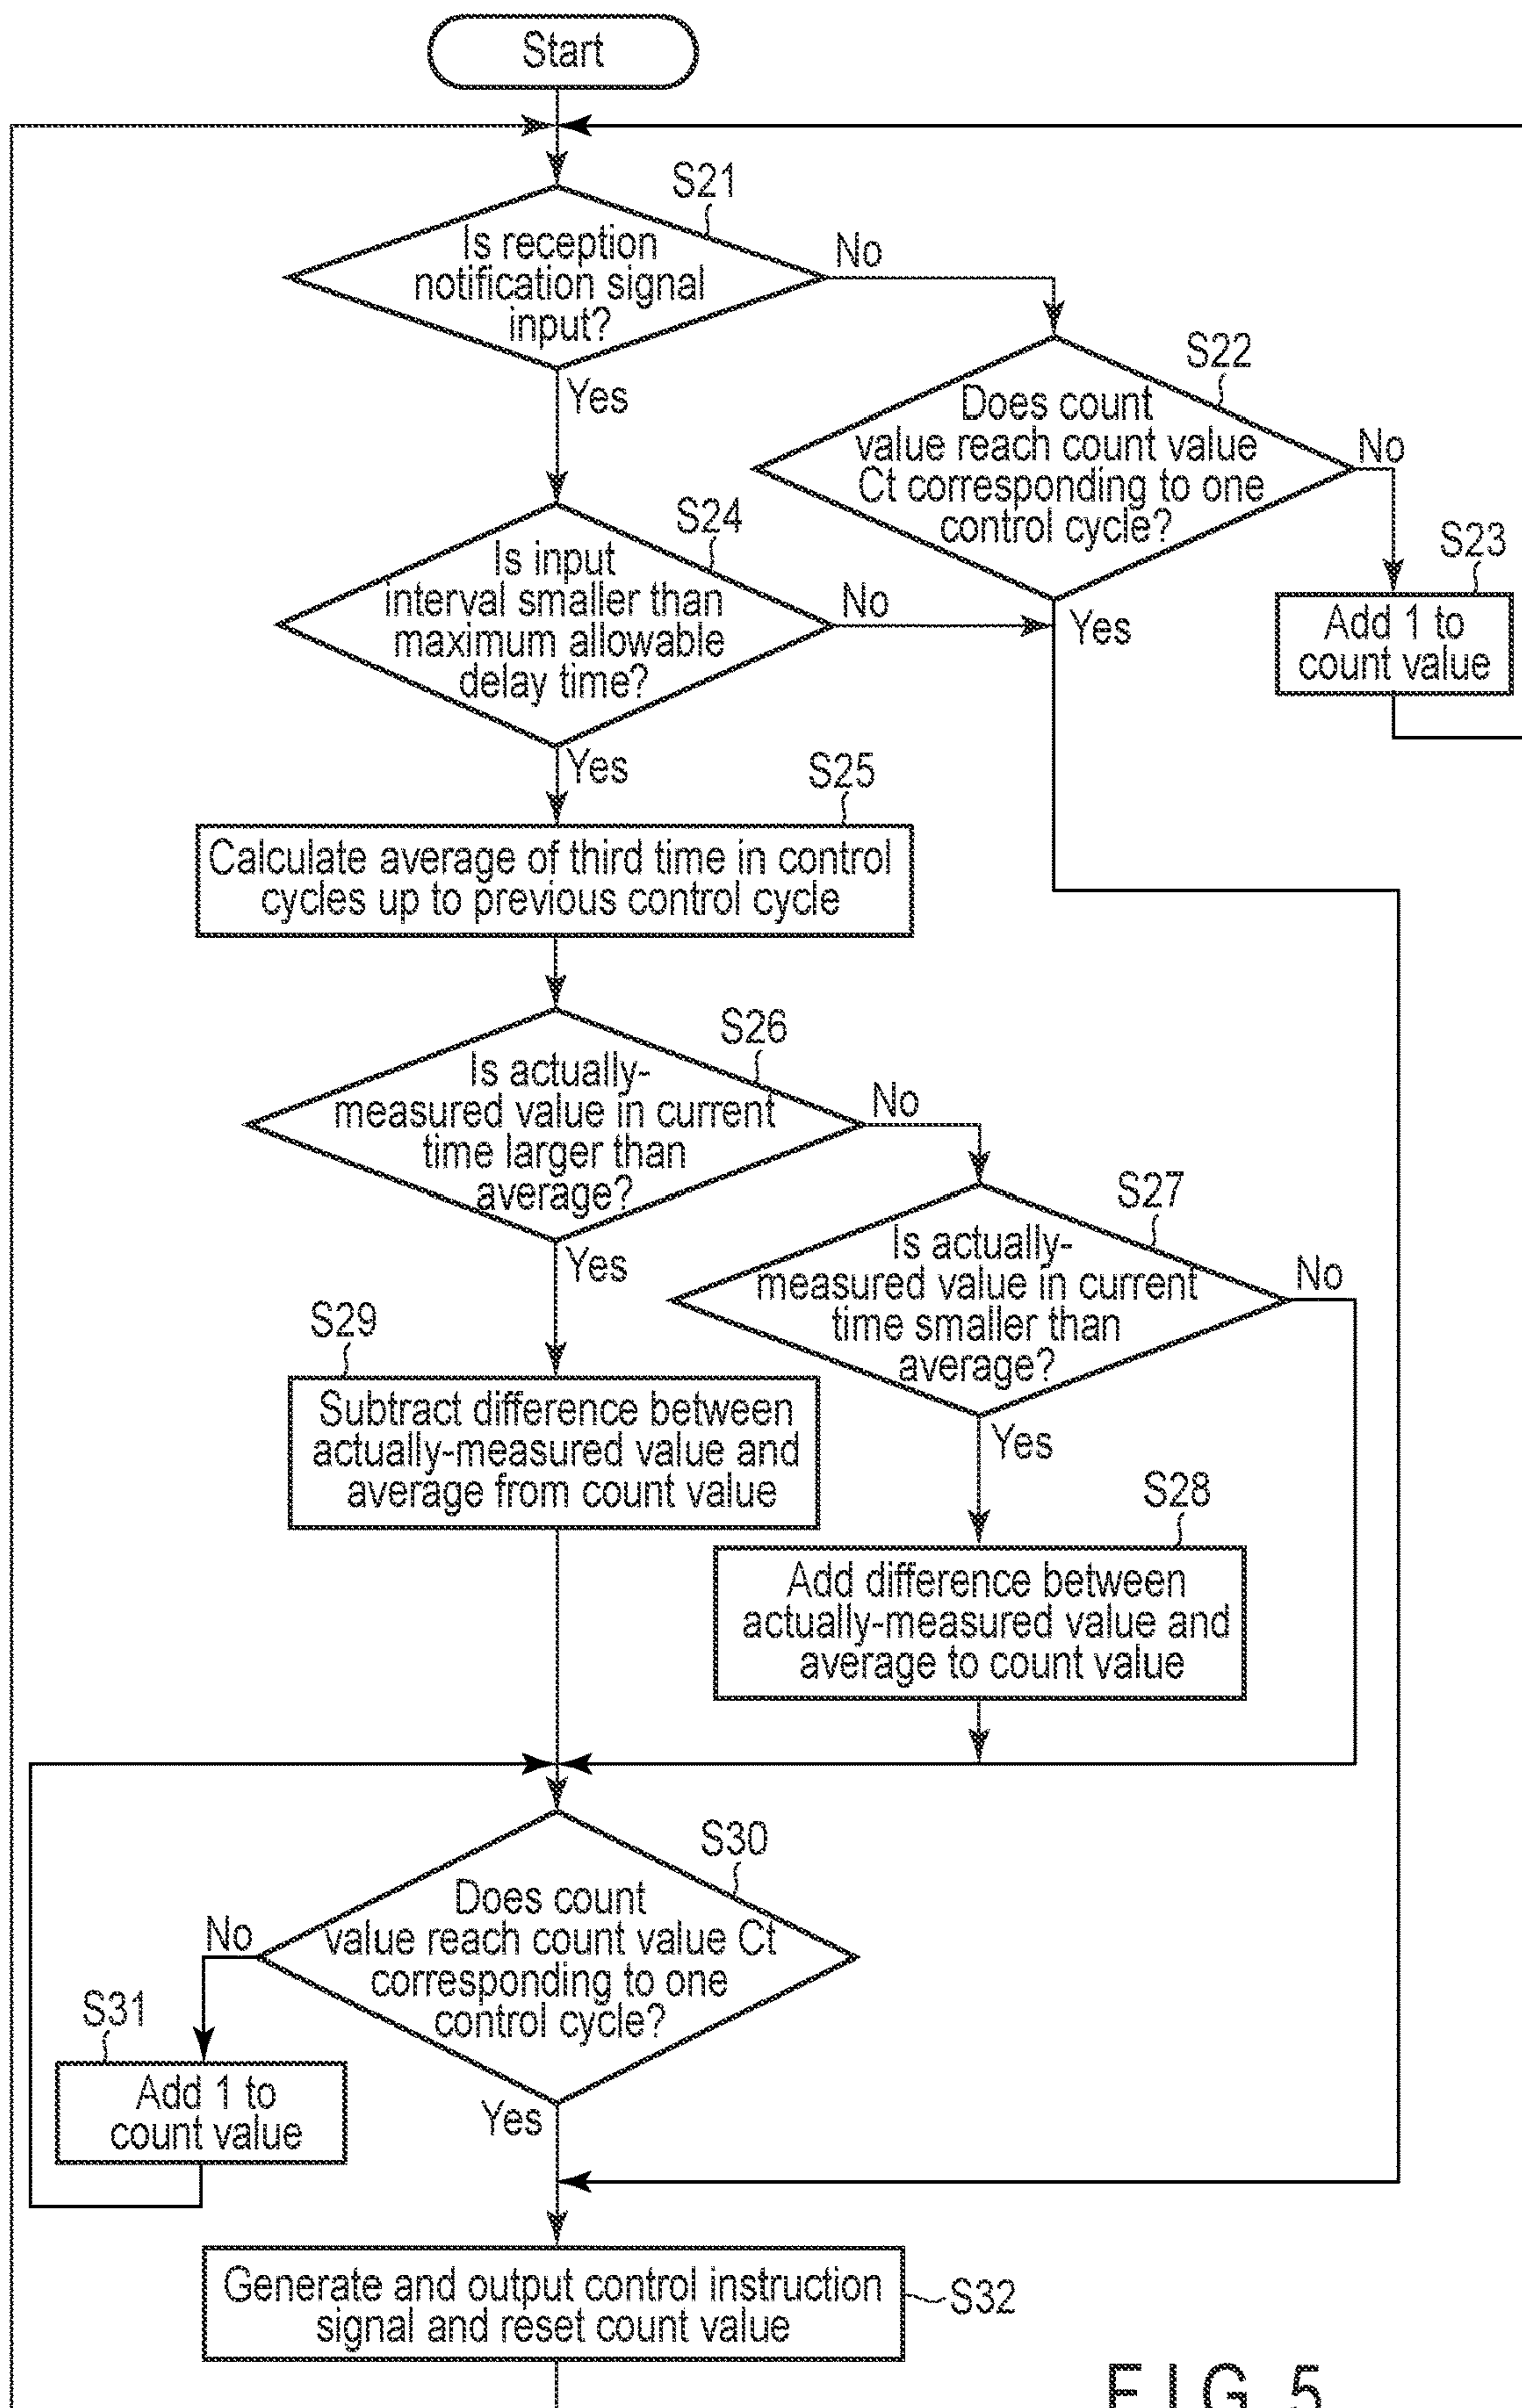 Start
S21
Is reception
notification signal
input?
No
Yes
S22
Does count
value reach count value
Ct corresponding to one
control cycle?
No
Yes
S23
Add 1 to
count value
S24
Is input
interval smaller than
maximum allowable
delay time?
No
Yes
S25
Calculate average of third time in control
cycles up to previous control cycle
S26
Is actually-
measured value in current
time larger than
average?
No
Yes
S27
Is actually-
measured value in current
time smaller than
average?
No
Yes
S29
Subtract difference between
actually-measured value and
average from count value
S28
Add difference between
actually-measured value and
average to count value
S30
Does count
value reach count value Ct
corresponding to one
control cycle?
No
Yes
S31
Add 1 to
count value
Generate and output control instruction
signal and reset count value
S32
FIG. 5